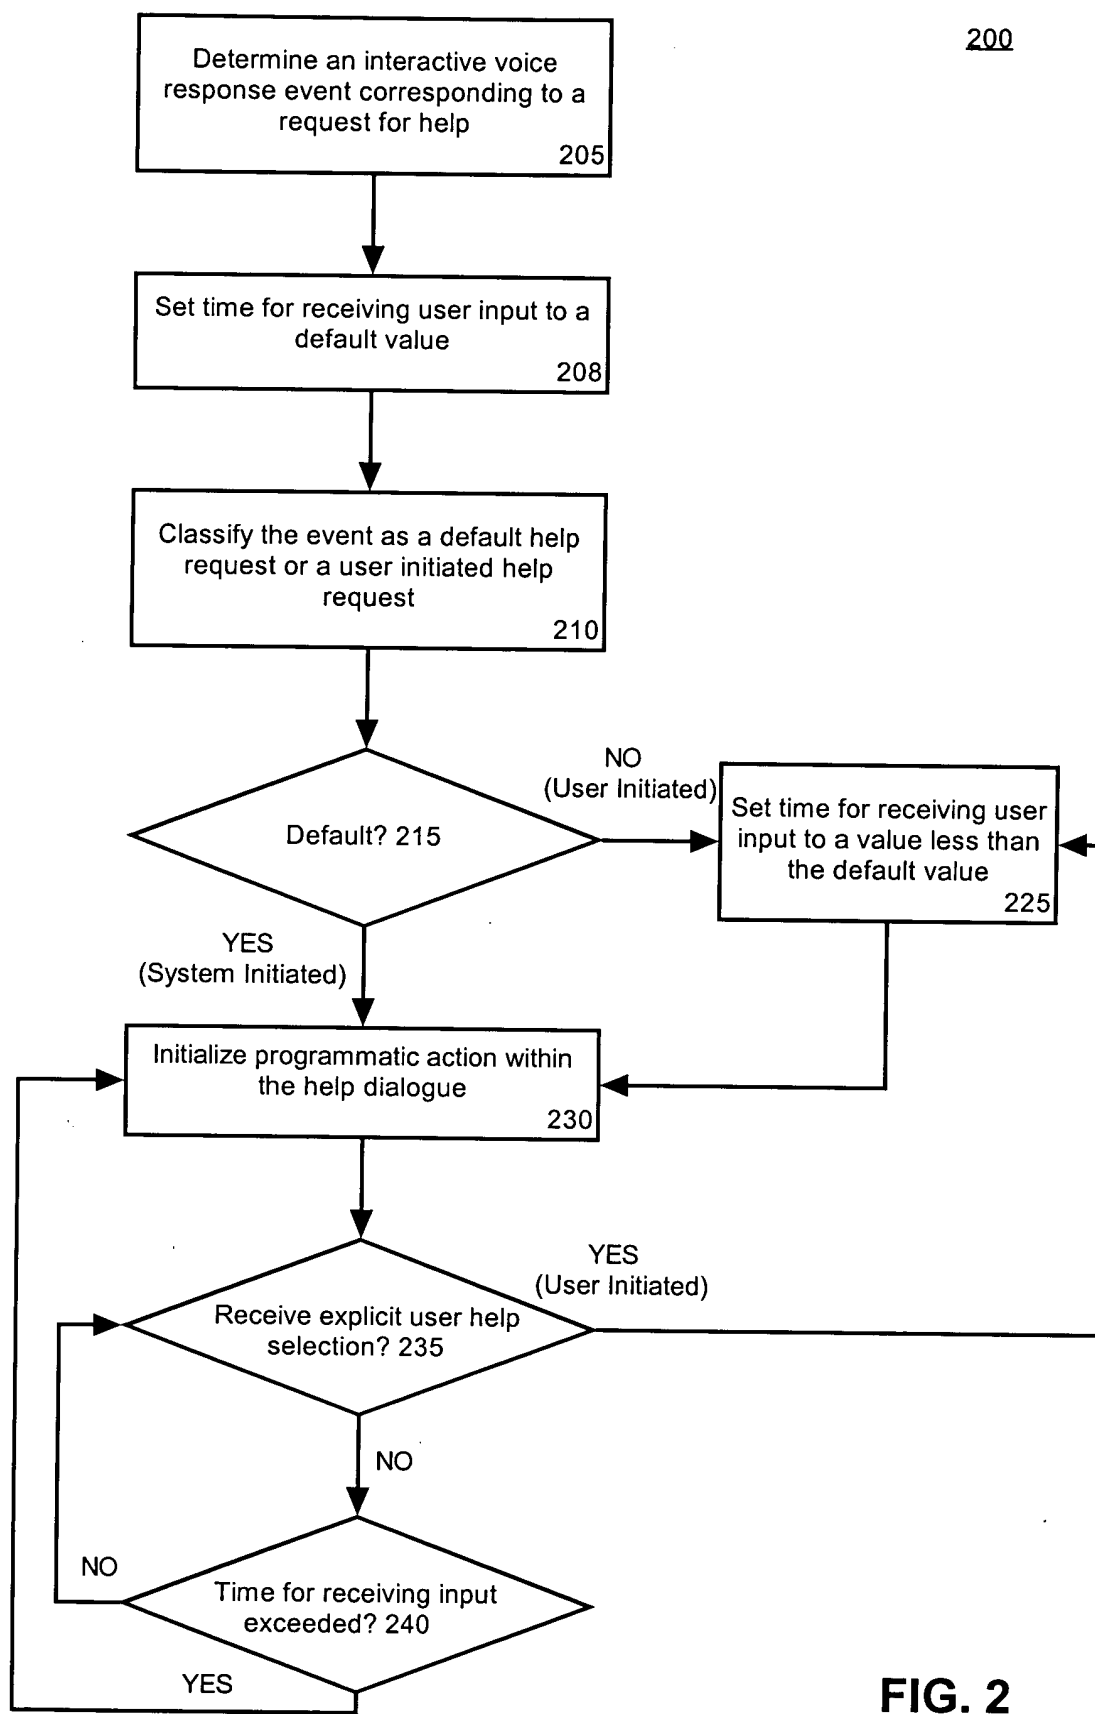 200
Determine an interactive voice
response event corresponding to a
request for help
205
Set time for receiving user input to a
default value
208
Classify the event as a default help
request or a user initiated help
request
210
Default? 215
NO
(User Initiated)
Set time for receiving user
input to a value less than
the default value
225
YES
(System Initiated)
Initialize programmatic action within
the help dialogue
230
YES
(User Initiated)
Receive explicit user help
selection? 235
NO
NO
Time for receiving input
exceeded? 240
YES
FIG. 2